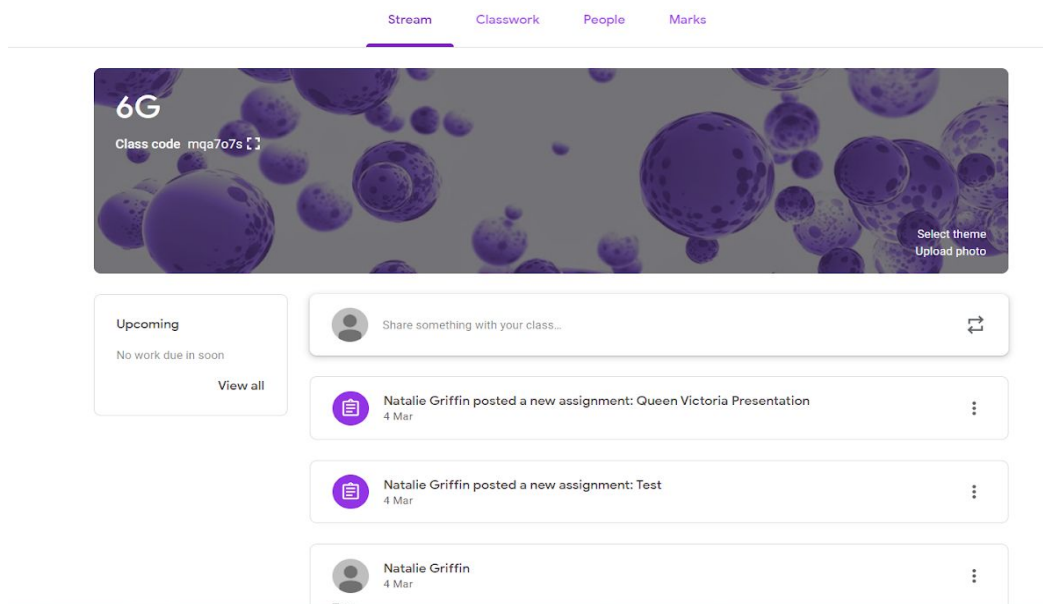 Stream Classwork People Marks
6G
Class code mqa7o7s
Select theme
Upload photo
Upcoming
No work due in soon
View all
Share something with your class...
Natalie Griffin posted a new assignment: Queen Victoria Presentation
4 Mar
Natalie Griffin posted a new assignment: Test
4 Mar
Natalie Griffin
4 Mar